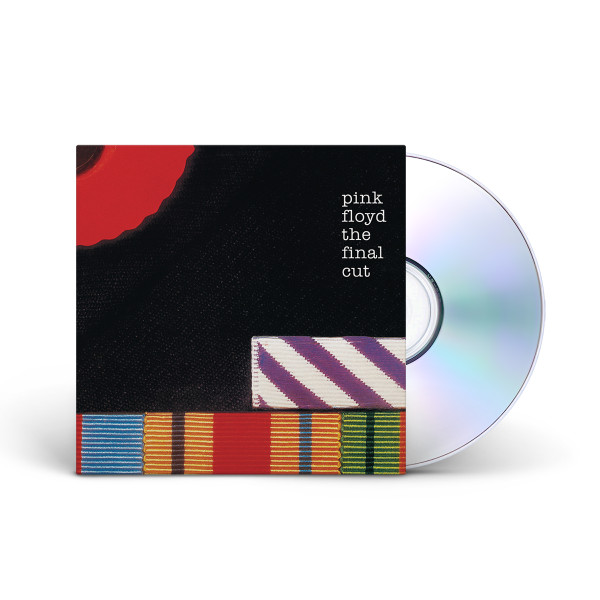 pink
floyd
the
final
cut